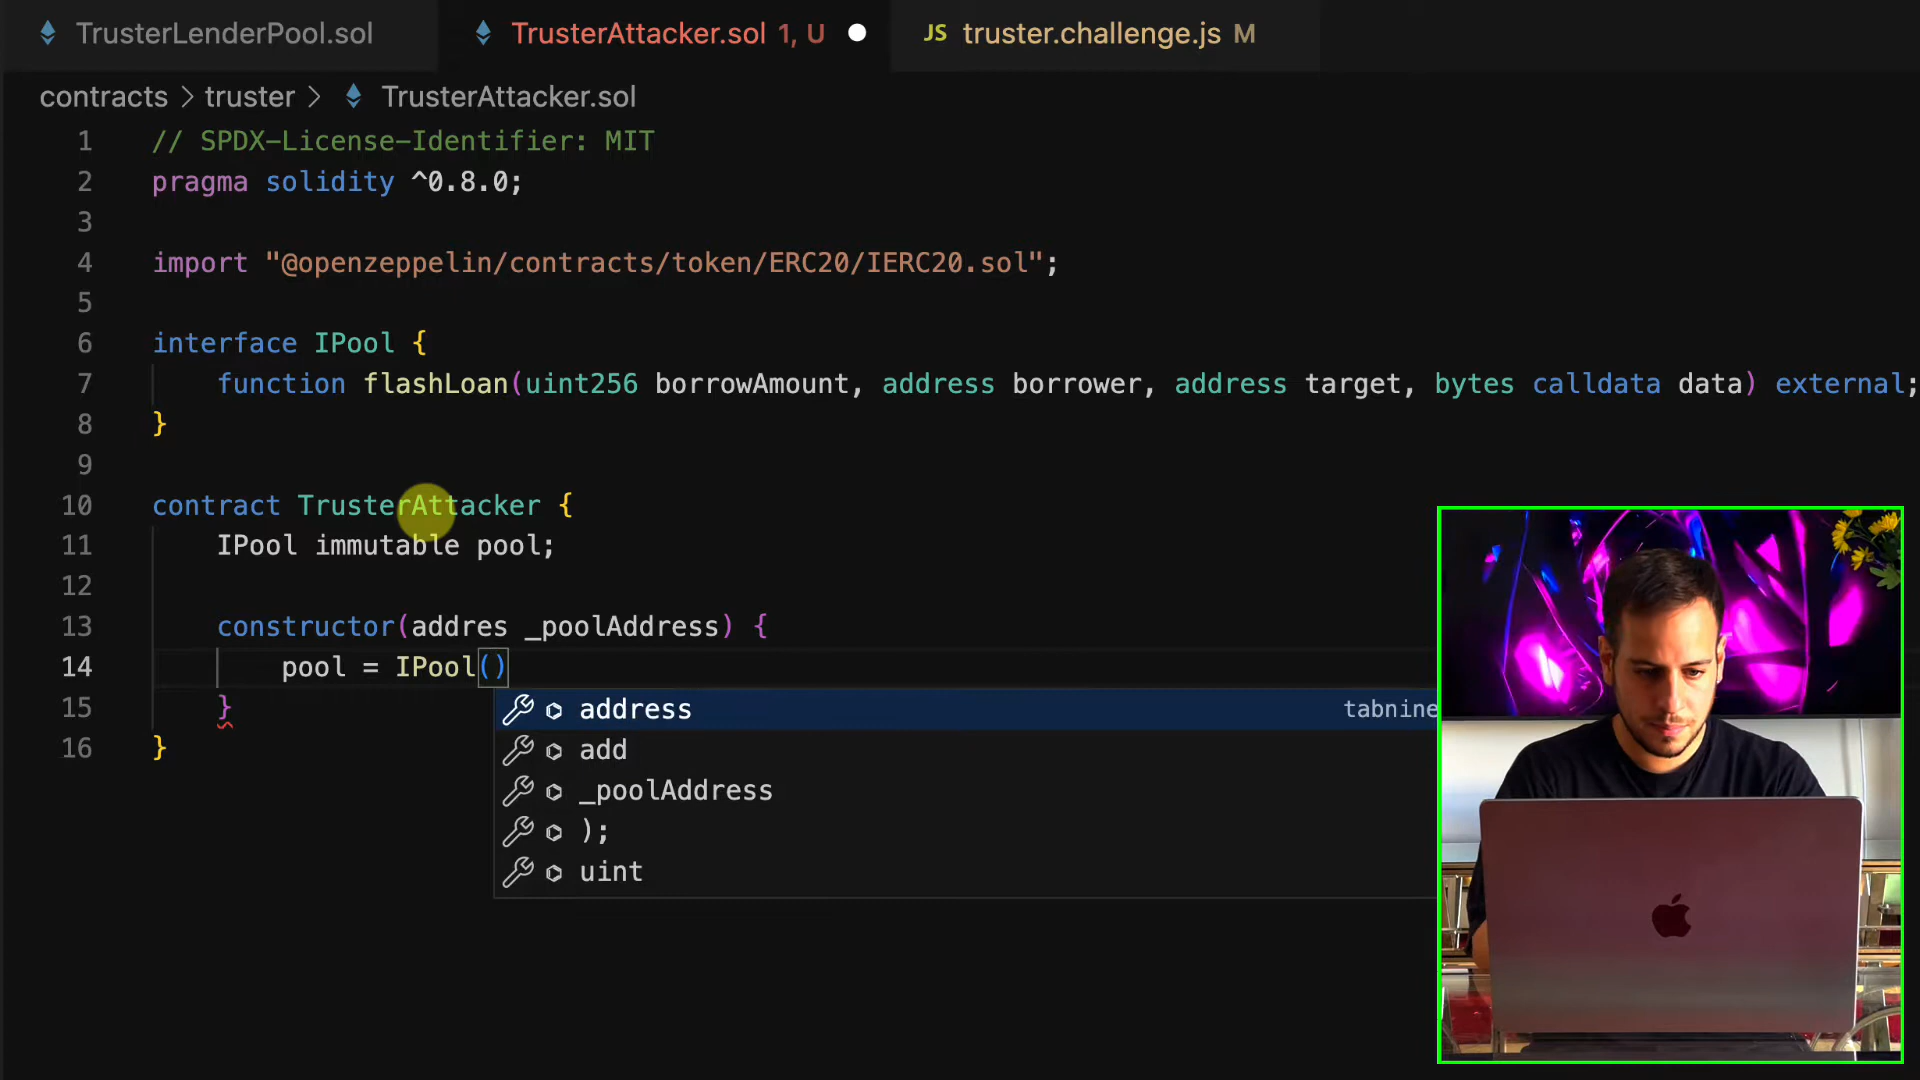 TrusterLenderPool.sol
TrusterAttacker.sol 1, U
JS truster.challenge.js M
contracts > truster > TrusterAttacker.sol
1 // SPDX-License-Identifier: MIT
2 pragma solidity ^0.8.0;
3
4 import "@openzeppelin/contracts/token/ERC20/IERC20.sol";
5
6 interface IPool {
7 function flashLoan(uint256 borrowAmount, address borrower, address target, bytes calldata data) external;
8 }
9
10 contract TrusterAttacker {
11 IPool immutable pool;
12
13 constructor(addres _poolAddress) {
14 pool = IPool()
15 }
16 }
address tabnine
add
_poolAddress
);
uint